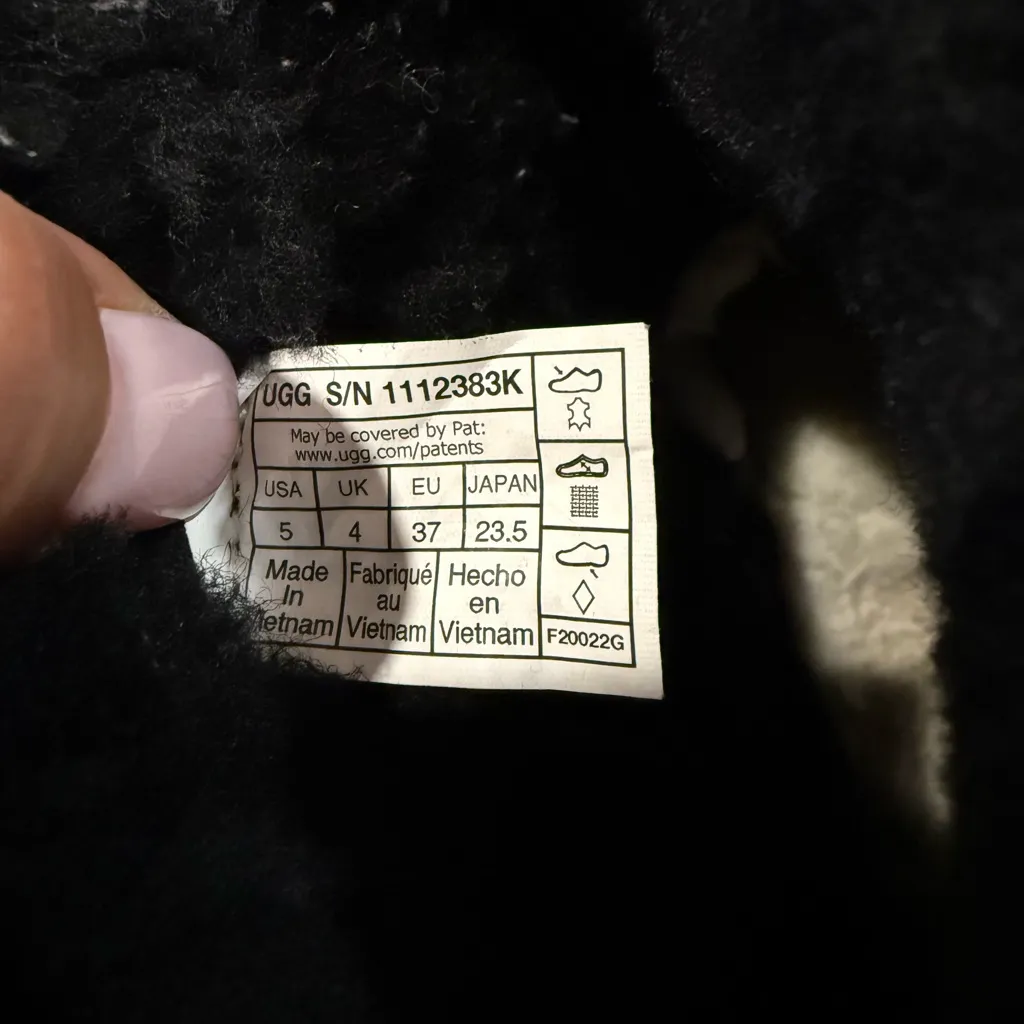 UGG S/N 1112383K
May be covered by Pat:
www.ugg.com/patents
USA UK EU JAPAN
5 4 37 23.5
Made In Vietnam
Fabriqué au Vietnam
Hecho en Vietnam
F20022G